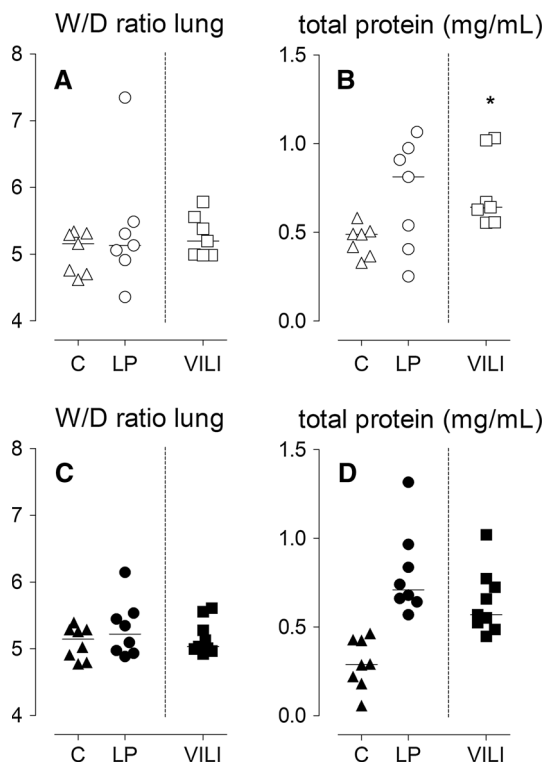 W/D ratio lung
total protein (mg/mL)
A
8
7
6
5
4
C
LP
VILI
B
1.5
1.0
0.5
0.0
*
C
LP
VILI
W/D ratio lung
total protein (mg/mL)
C
8
7
6
5
4
C
LP
VILI
D
1.5
1.0
0.5
0.0
C
LP
VILI